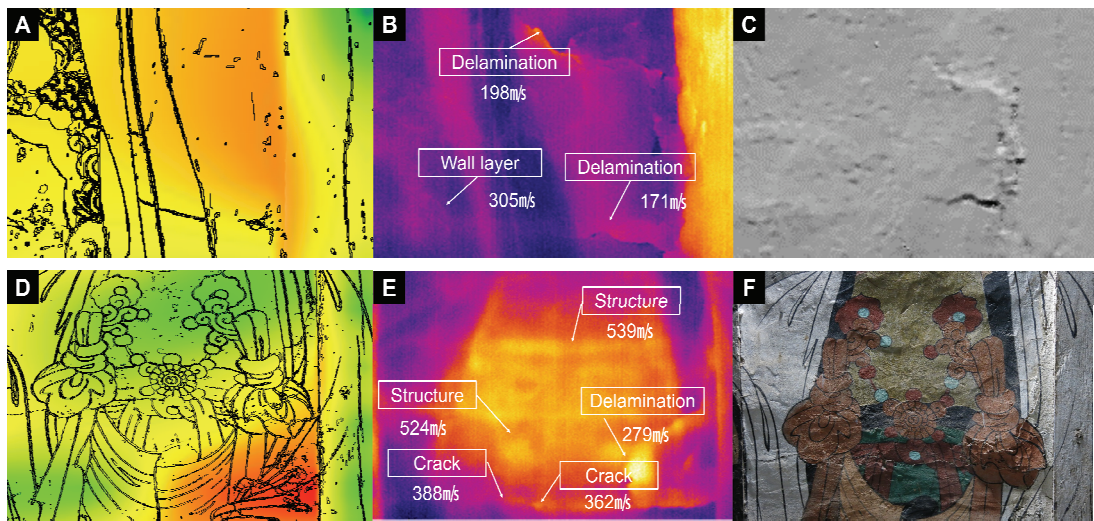 A
B
Delamination
198㎧
Wall layer
305㎧
Delamination
171㎧
C
D
E
Structure
539㎧
Structure
524㎧
Delamination
279㎧
Crack
388㎧
Crack
362㎧
F